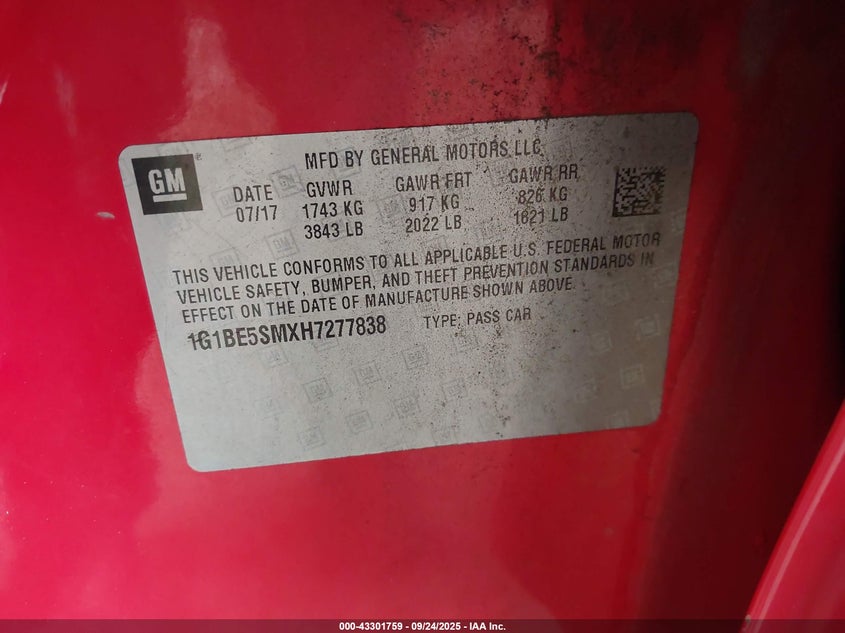 GM
MFD BY GENERAL MOTORS LLC
DATE GVWR GAWR FRT GAWR RR
07/17 1743 KG 917 KG 826 KG
3843 LB 2022 LB 1821 LB
THIS VEHICLE CONFORMS TO ALL APPLICABLE U.S. FEDERAL MOTOR
VEHICLE SAFETY, BUMPER, AND THEFT PREVENTION STANDARDS IN
EFFECT ON THE DATE OF MANUFACTURE SHOWN ABOVE.
1G1BE5SMXH7277838 TYPE: PASS CAR
000-43301759 - 09/24/2025 - IAA Inc.